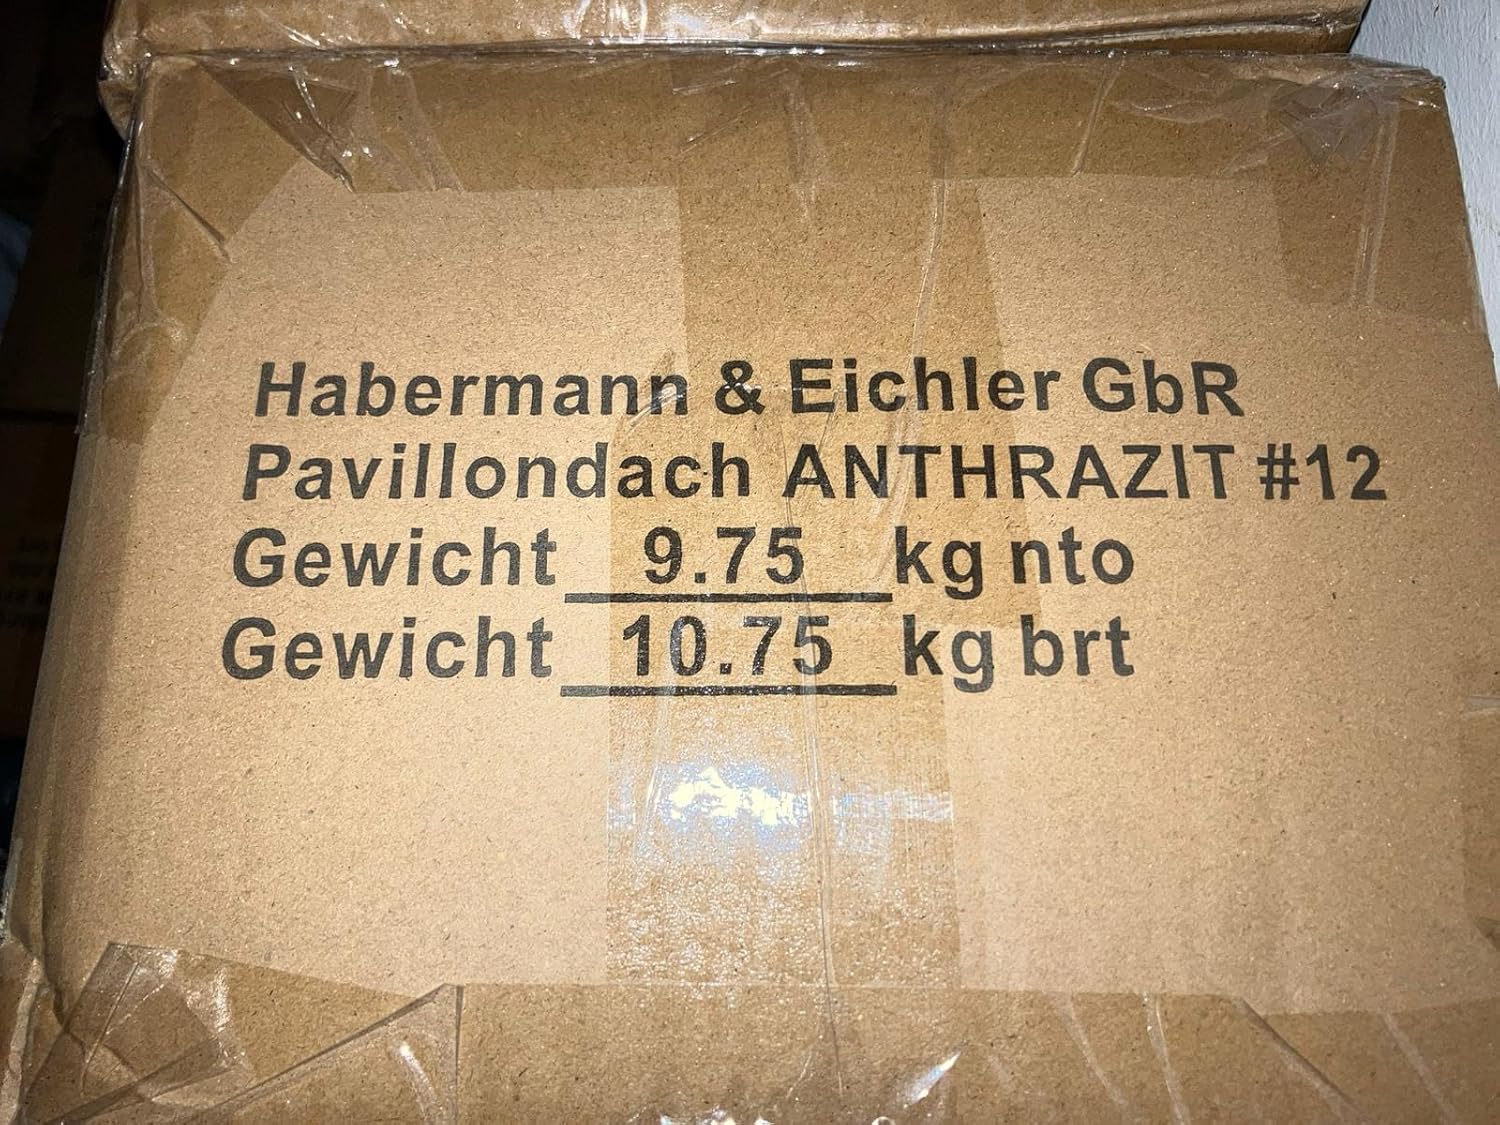 Habermann & Eichler GbR
Pavillondach ANTHRAZIT #12
Gewicht 9.75 kg nto
Gewicht 10.75 kg brt